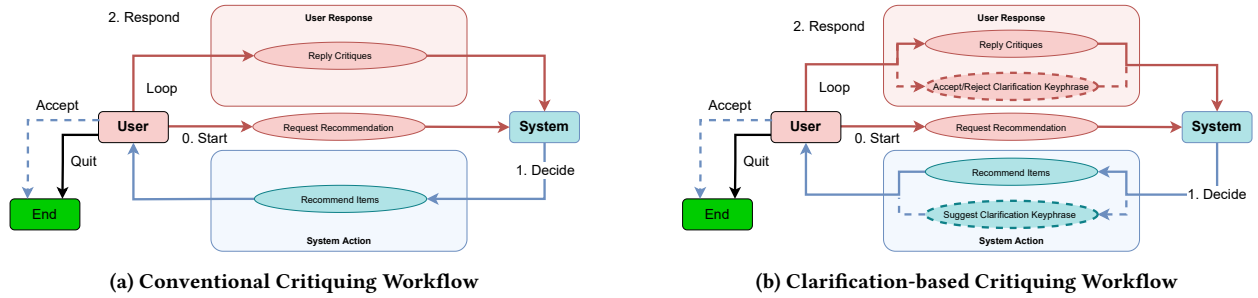 2. Respond
User Response
Reply Critiques
Accept
Loop
User
0. Start
Request Recommendation
System
Quit
1. Decide
Recommend Items
End
System Action
(a) Conventional Critiquing Workflow
2. Respond
User Response
Reply Critiques
Accept/Reject Clarification Keyphrase
Accept
Loop
User
0. Start
Request Recommendation
System
Quit
Recommend Items
1. Decide
Suggest Clarification Keyphrase
End
System Action
(b) Clarification-based Critiquing Workflow